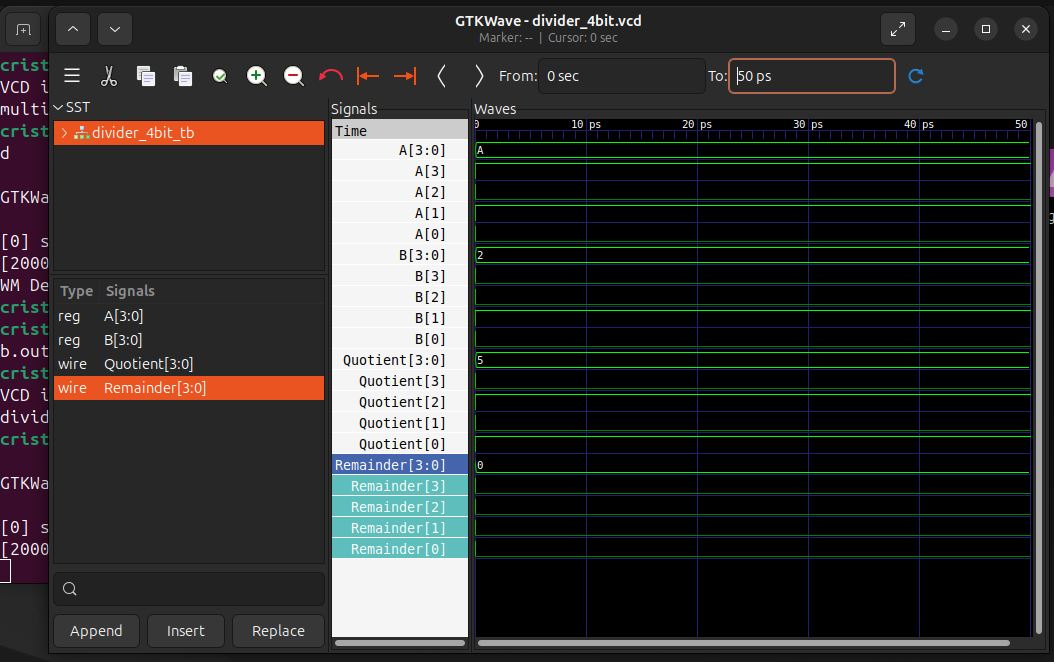 GTKWave - divider_4bit.vcd
Marker: -- | Cursor: 0 sec
From: 0 sec To: 50 ps
crist
VCD i
multi
crist
d
GTKWa
[0] s
[2000
WM De
crist
crist
b.out
crist
VCD i
divid
crist
GTKWa
[0] s
[2000
SST
divider_4bit_tb
Type Signals
reg A[3:0]
reg B[3:0]
wire Quotient[3:0]
wire Remainder[3:0]
Append Insert Replace
Signals
Time
A[3:0]
A[3]
A[2]
A[1]
A[0]
B[3:0]
B[3]
B[2]
B[1]
B[0]
Quotient[3:0]
Quotient[3]
Quotient[2]
Quotient[1]
Quotient[0]
Remainder[3:0]
Remainder[3]
Remainder[2]
Remainder[1]
Remainder[0]
Waves
0 10 ps 20 ps 30 ps 40 ps 50
A
2
5
0